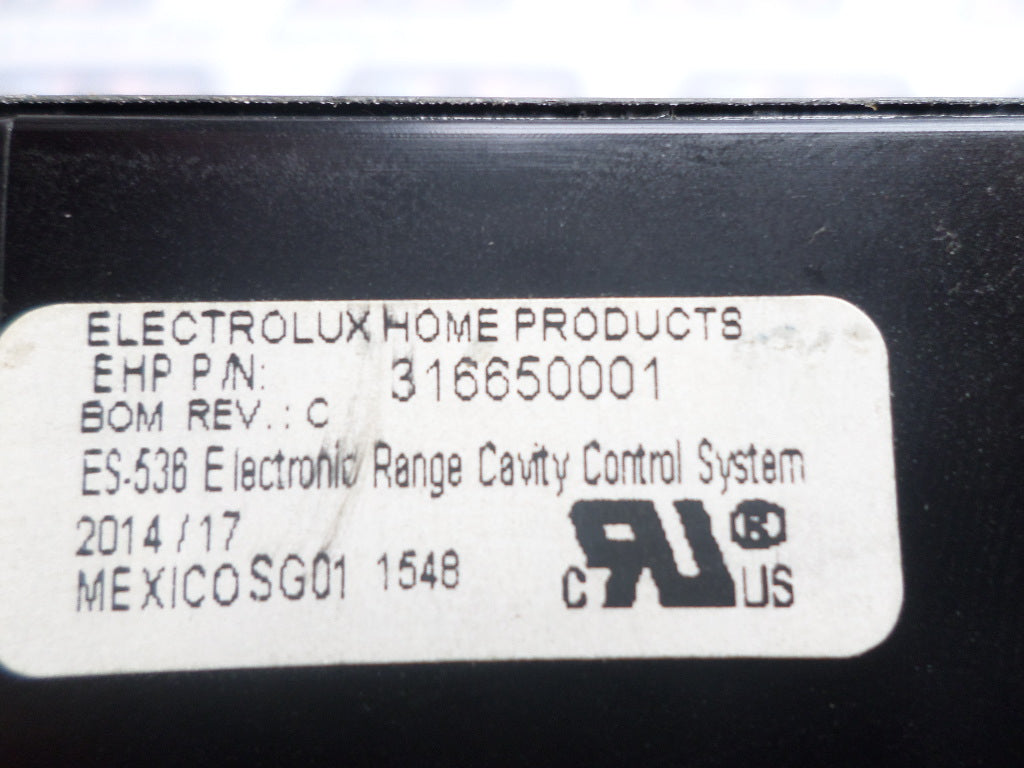 ELECTROLUX HOME PRODUCTS
EHP P/N: 316650001
BOM REV.: C
ES-536 Electronic Range Cavity Control System
2014/17
MEXICO SG01 1548
C RU ® US